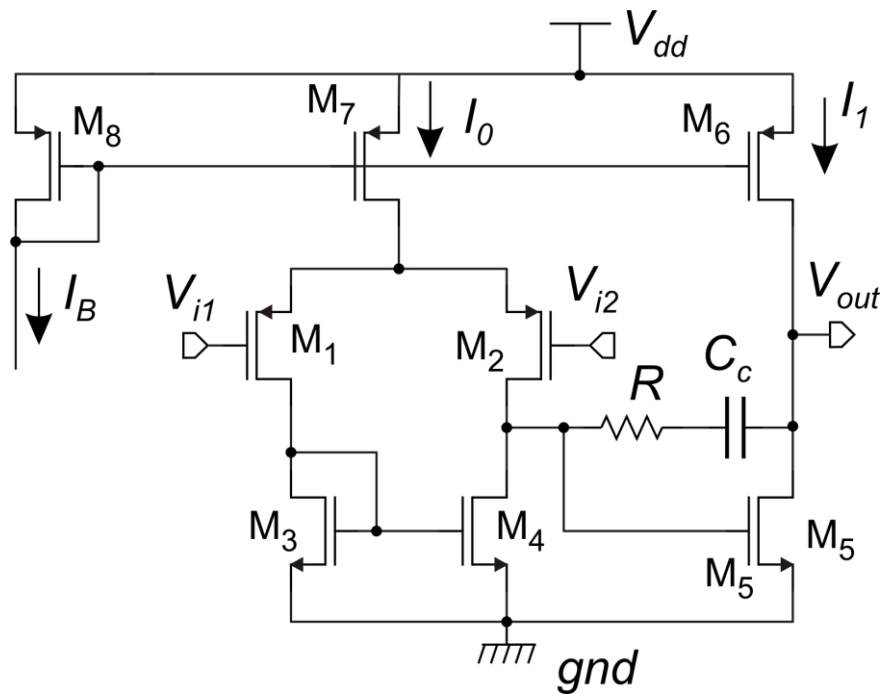 V_dd
M_8
M_7
I_0
M_6
I_1
I_B
V_i1
M_1
M_2
V_i2
V_out
R
C_c
M_3
M_4
M_5
M_5
gnd